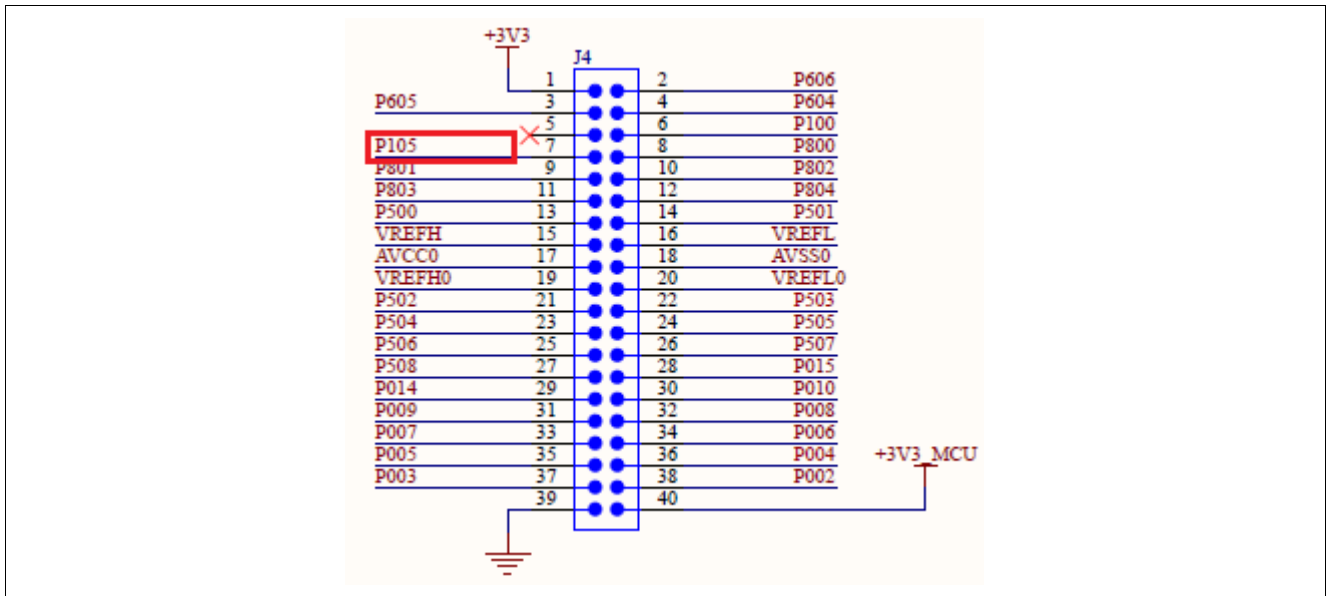 +3V3
J4
1 2 P606
P605 3 4 P604
5 6 P100
P105 7 8 P800
P801 9 10 P802
P803 11 12 P804
P500 13 14 P501
VREFH 15 16 VREFL
AVCC0 17 18 AVSS0
VREFH0 19 20 VREFL0
P502 21 22 P503
P504 23 24 P505
P506 25 26 P507
P508 27 28 P015
P014 29 30 P010
P009 31 32 P008
P007 33 34 P006
P005 35 36 P004 +3V3_MCU
P003 37 38 P002
39 40